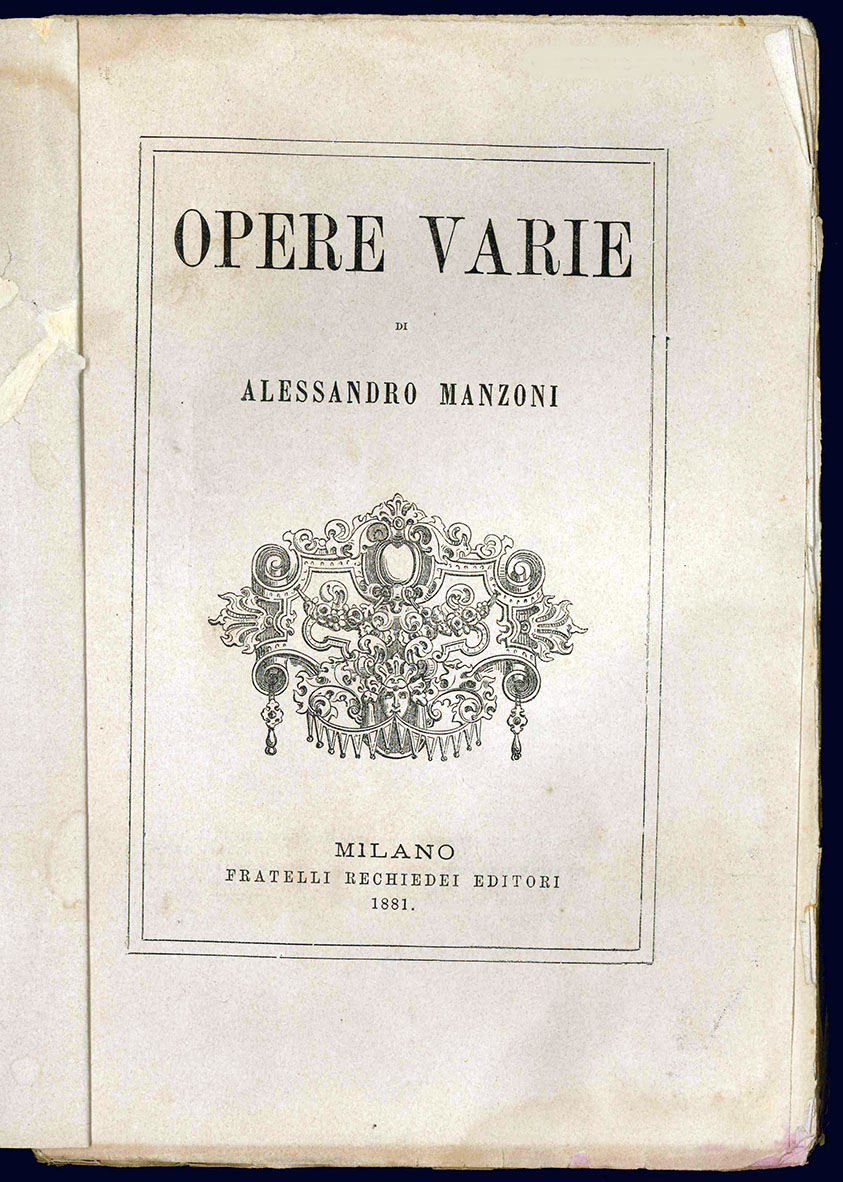 OPERE VARIE
DI
ALESSANDRO MANZONI
MILANO
FRATELLI RECHIEDEI EDITORI
1881.